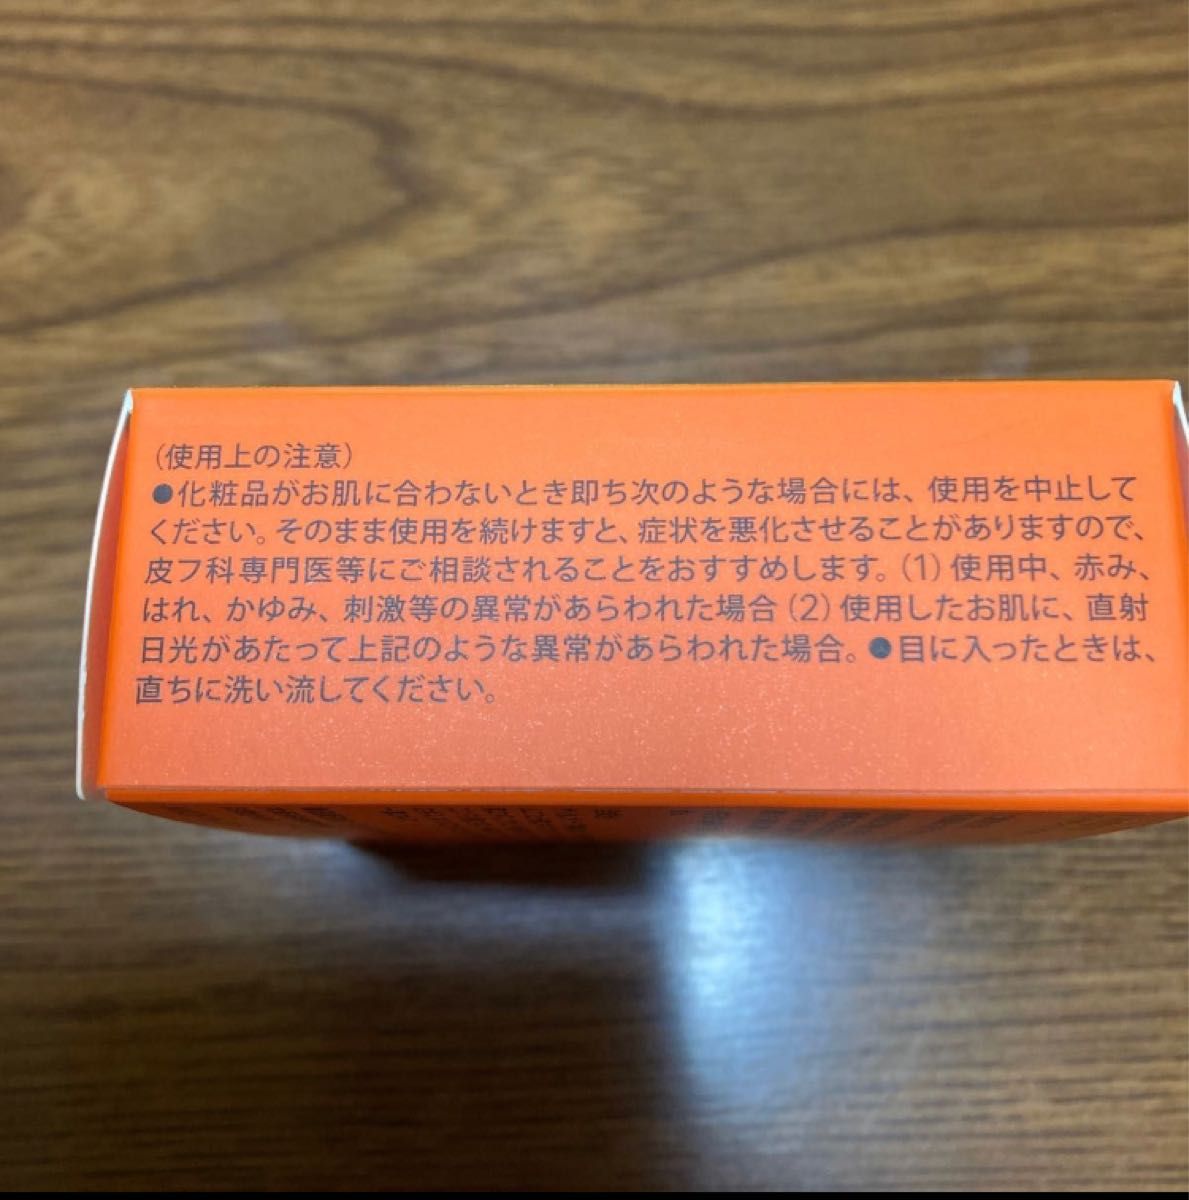 (使用上の注意)
●化粧品がお肌に合わないとき即ち次のような場合には、使用を中止して
ください。そのまま使用を続けますと、症状を悪化させることがありますので、
皮フ科専門医等にご相談されることをおすすめします。(1)使用中、赤み、
はれ、かゆみ、刺激等の異常があらわれた場合(2)使用したお肌に、直射
日光があたって上記のような異常があらわれた場合。●目に入ったときは、
直ちに洗い流してください。